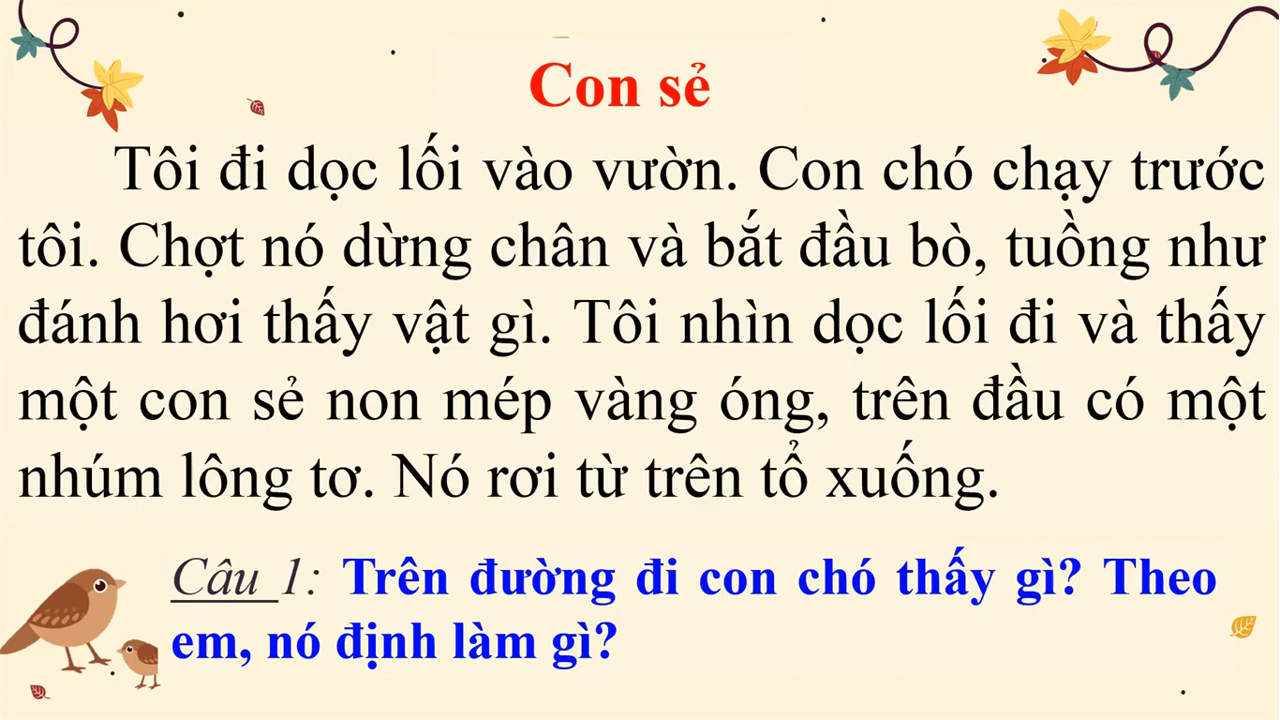 Con sẻ
Tôi đi dọc lối vào vườn. Con chó chạy trước
tôi. Chợt nó dừng chân và bắt đầu bò, tuồng như
đánh hơi thấy vật gì. Tôi nhìn dọc lối đi và thấy
một con sẻ non mép vàng óng, trên đầu có một
nhúm lông tơ. Nó rơi từ trên tổ xuống.
Câu 1: Trên đường đi con chó thấy gì? Theo
em, nó định làm gì?